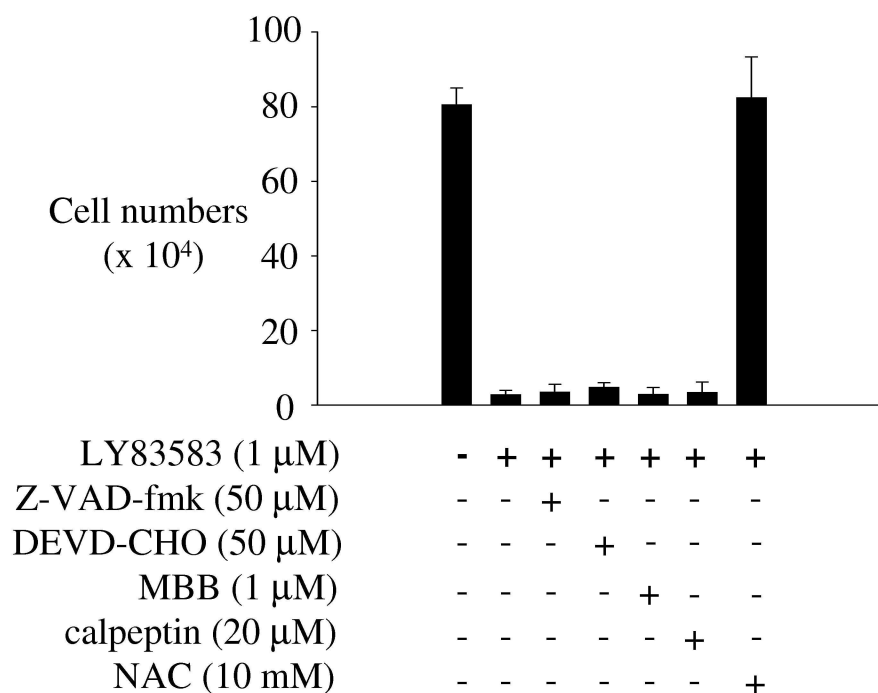 100
80
60
Cell numbers
(x 10⁴)
40
20
0
LY83583 (1 μM) - + + + + + +
Z-VAD-fmk (50 μM) - - + - - - -
DEVD-CHO (50 μM) - - - + - - -
MBB (1 μM) - - - - + - -
calpeptin (20 μM) - - - - - + -
NAC (10 mM) - - - - - - +